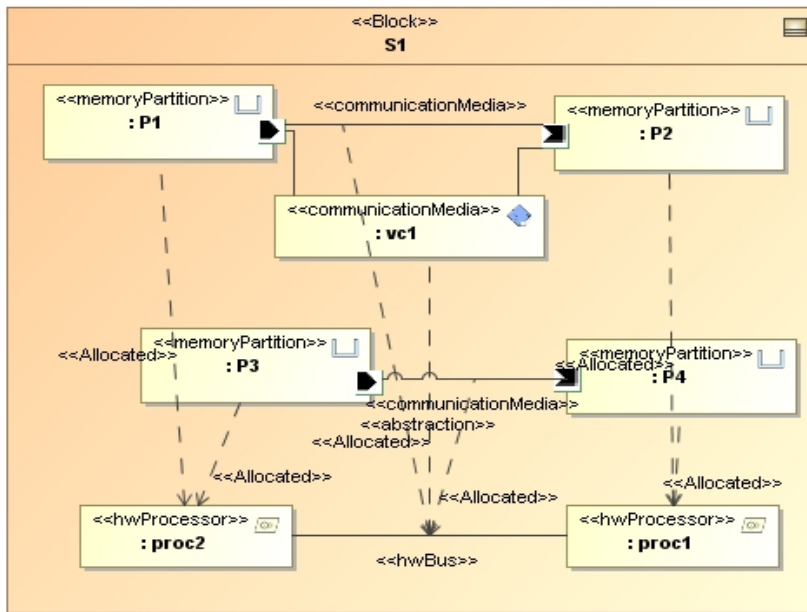 <<Block>>
S1
<<memoryPartition>>
: P1
<<communicationMedia>>
<<memoryPartition>>
: P2
<<communicationMedia>>
: vc1
<<Allocated>>
<<memoryPartition>>
: P3
<<memoryPartition>>
<<Allocated>>
: P4
<<communicationMedia>>
<<abstraction>>
<<Allocated>>
<<Allocated>>
<<Allocated>>
<<Allocated>>
<<hwProcessor>>
: proc2
<<hwBus>>
<<hwProcessor>>
: proc1